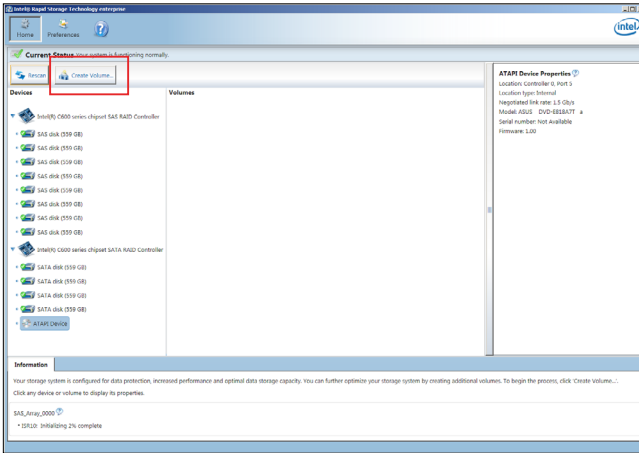 Intel® Rapid Storage Technology enterprise
Home
Preferences
intel
Current Status Your system is functioning normally.
Rescan
Create Volume...
Devices
Volumes
Intel(R) C600 series chipset SAS RAID Controller
SAS disk (559 GB)
SAS disk (559 GB)
SAS disk (559 GB)
SAS disk (559 GB)
SAS disk (559 GB)
SAS disk (559 GB)
SAS disk (559 GB)
SAS disk (559 GB)
Intel(R) C600 series chipset SATA RAID Controller
SATA disk (559 GB)
SATA disk (559 GB)
SATA disk (559 GB)
SATA disk (559 GB)
ATAPI Device
ATAPI Device Properties
Location: Controller 0, Port 5
Location type: Internal
Negotiated link rate: 1.5 Gb/s
Model: ASUS DVD-E818A7T a
Serial number: Not Available
Firmware: 1.00
Information
Your storage system is configured for data protection, increased performance and optimal data storage capacity. You can further optimize your storage system by creating additional volumes. To begin the process, click 'Create Volume...'.
Click any device or volume to display its properties.
SAS_Array_0000
• ISR10: Initializing 2% complete